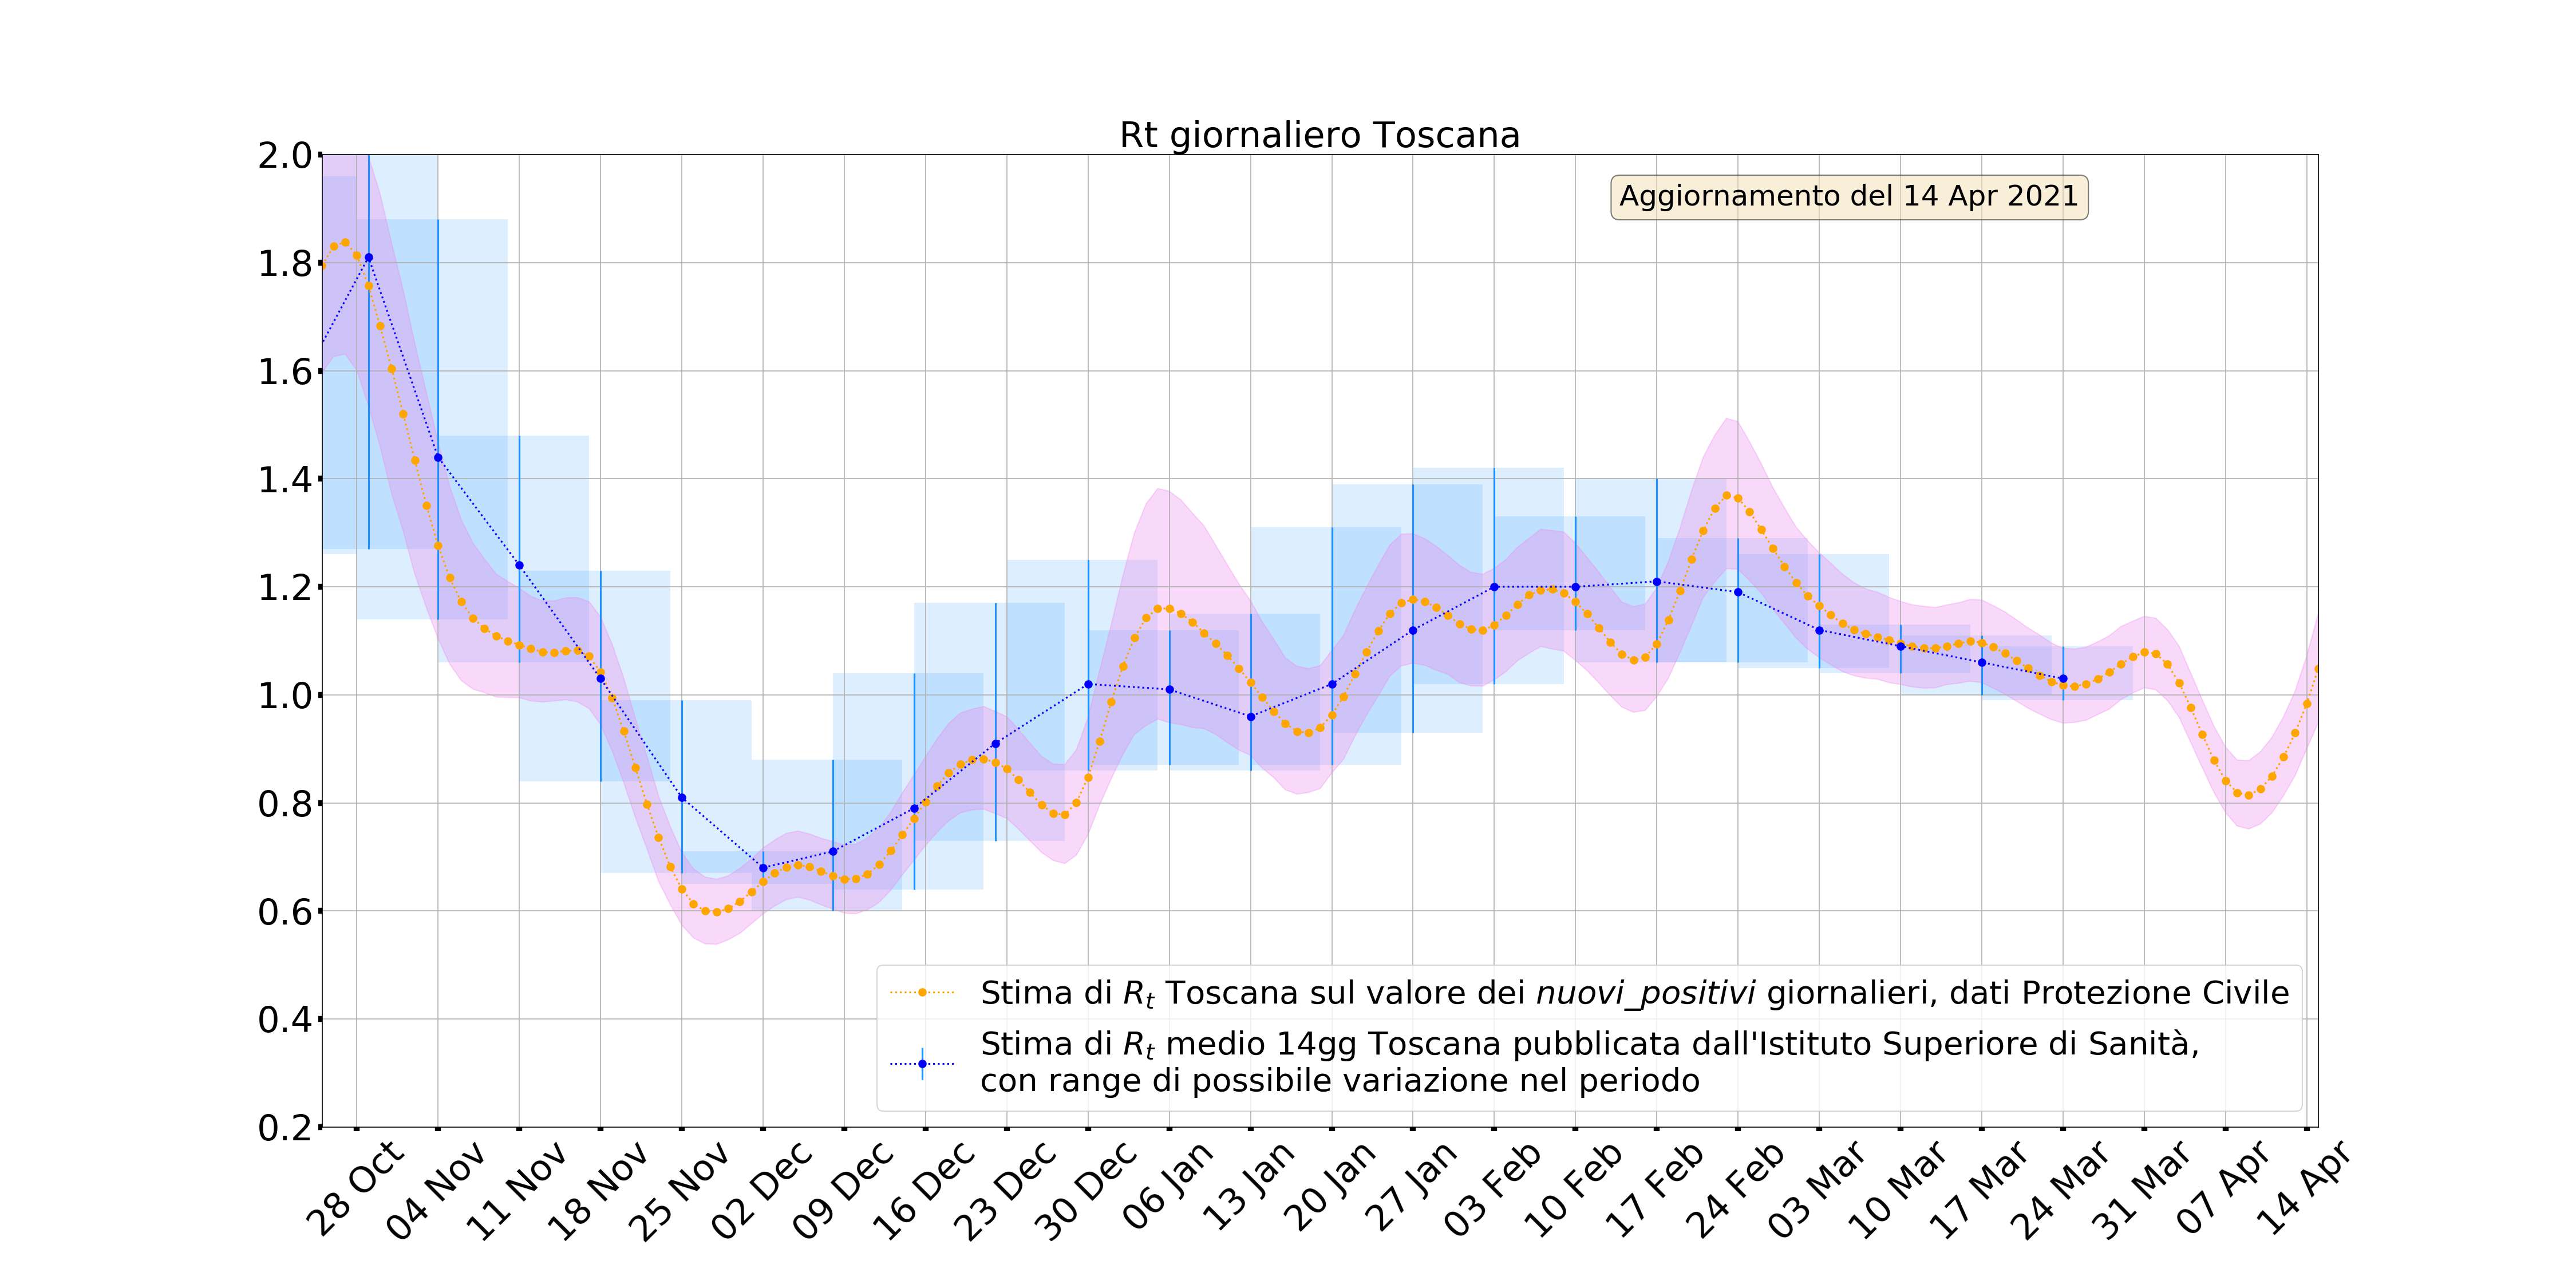 Rt giornaliero Toscana
Aggiornamento del 14 Apr 2021
2.0
1.8
1.6
1.4
1.2
1.0
0.8
0.6
0.4
0.2
Stima di Rt Toscana sul valore dei nuovi_positivi giornalieri, dati Protezione Civile
Stima di Rt medio 14gg Toscana pubblicata dall'Istituto Superiore di Sanità,
con range di possibile variazione nel periodo
28 Oct
04 Nov
11 Nov
18 Nov
25 Nov
02 Dec
09 Dec
16 Dec
23 Dec
30 Dec
06 Jan
13 Jan
20 Jan
27 Jan
03 Feb
10 Feb
17 Feb
24 Feb
03 Mar
10 Mar
17 Mar
24 Mar
31 Mar
07 Apr
14 Apr